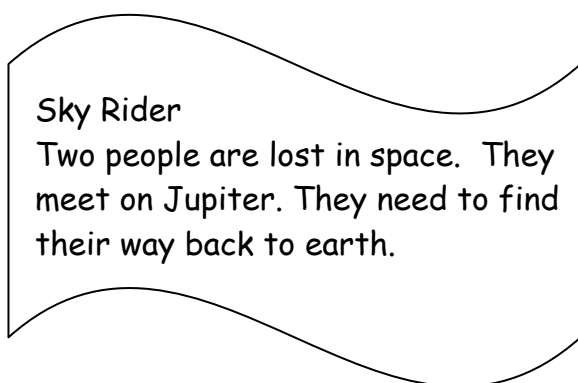 Sky Rider
Two people are lost in space.  They
meet on Jupiter. They need to find
their way back to earth.